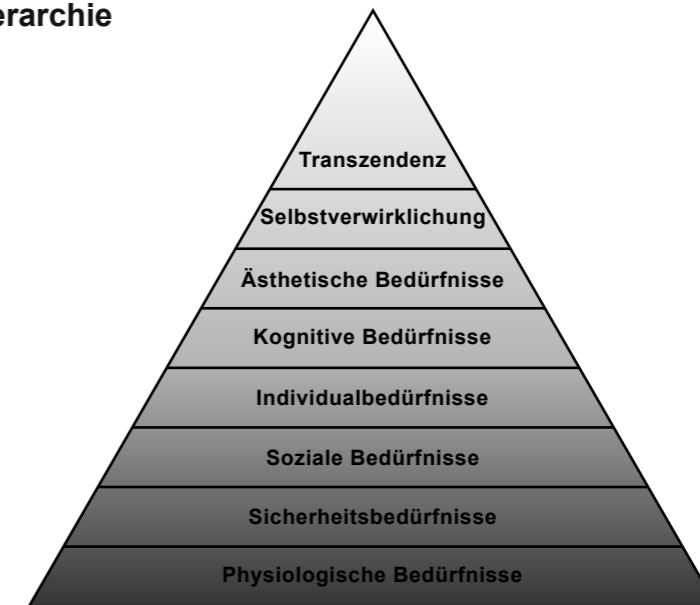 erarchie
Transzendenz
Selbstverwirklichung
Ästhetische Bedürfnisse
Kognitive Bedürfnisse
Individualbedürfnisse
Soziale Bedürfnisse
Sicherheitsbedürfnisse
Physiologische Bedürfnisse